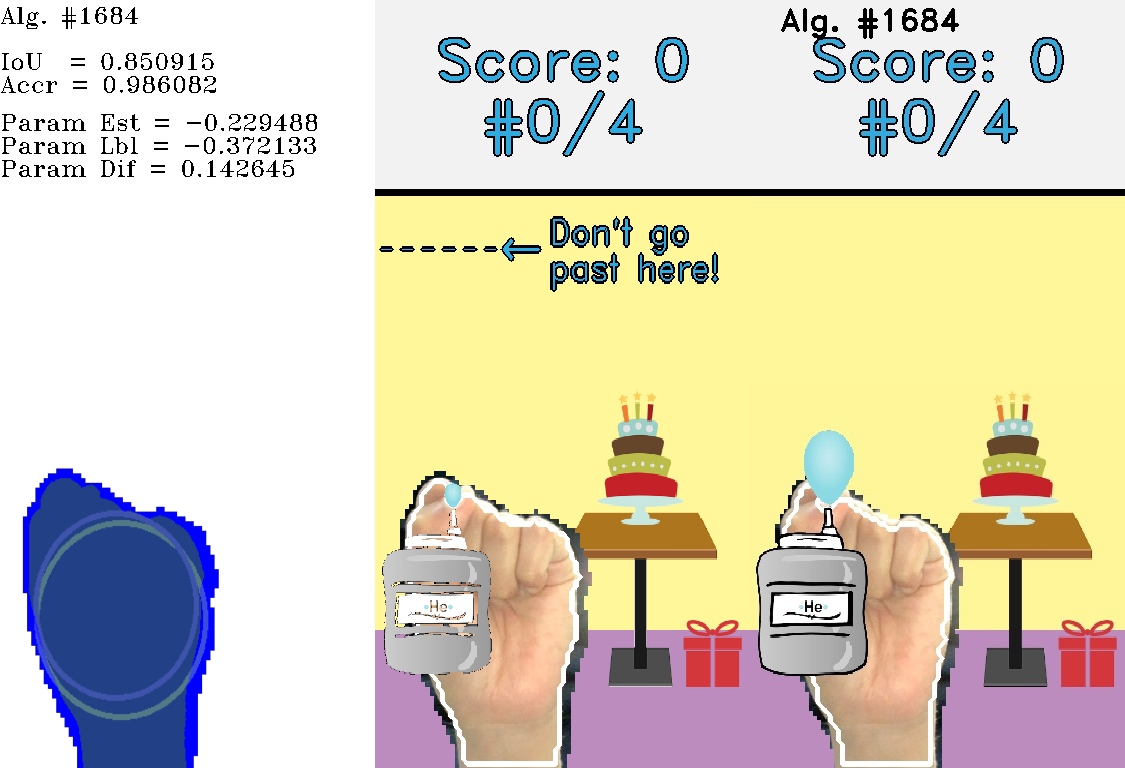 Alg. #1684
IoU = 0.850915
Accr = 0.986082
Param Est = -0.229488
Param Lbl = -0.372133
Param Dif = 0.142645
Score: 0
#0/4
Don't go
past here!
He
Alg. #1684
Score: 0
#0/4
He